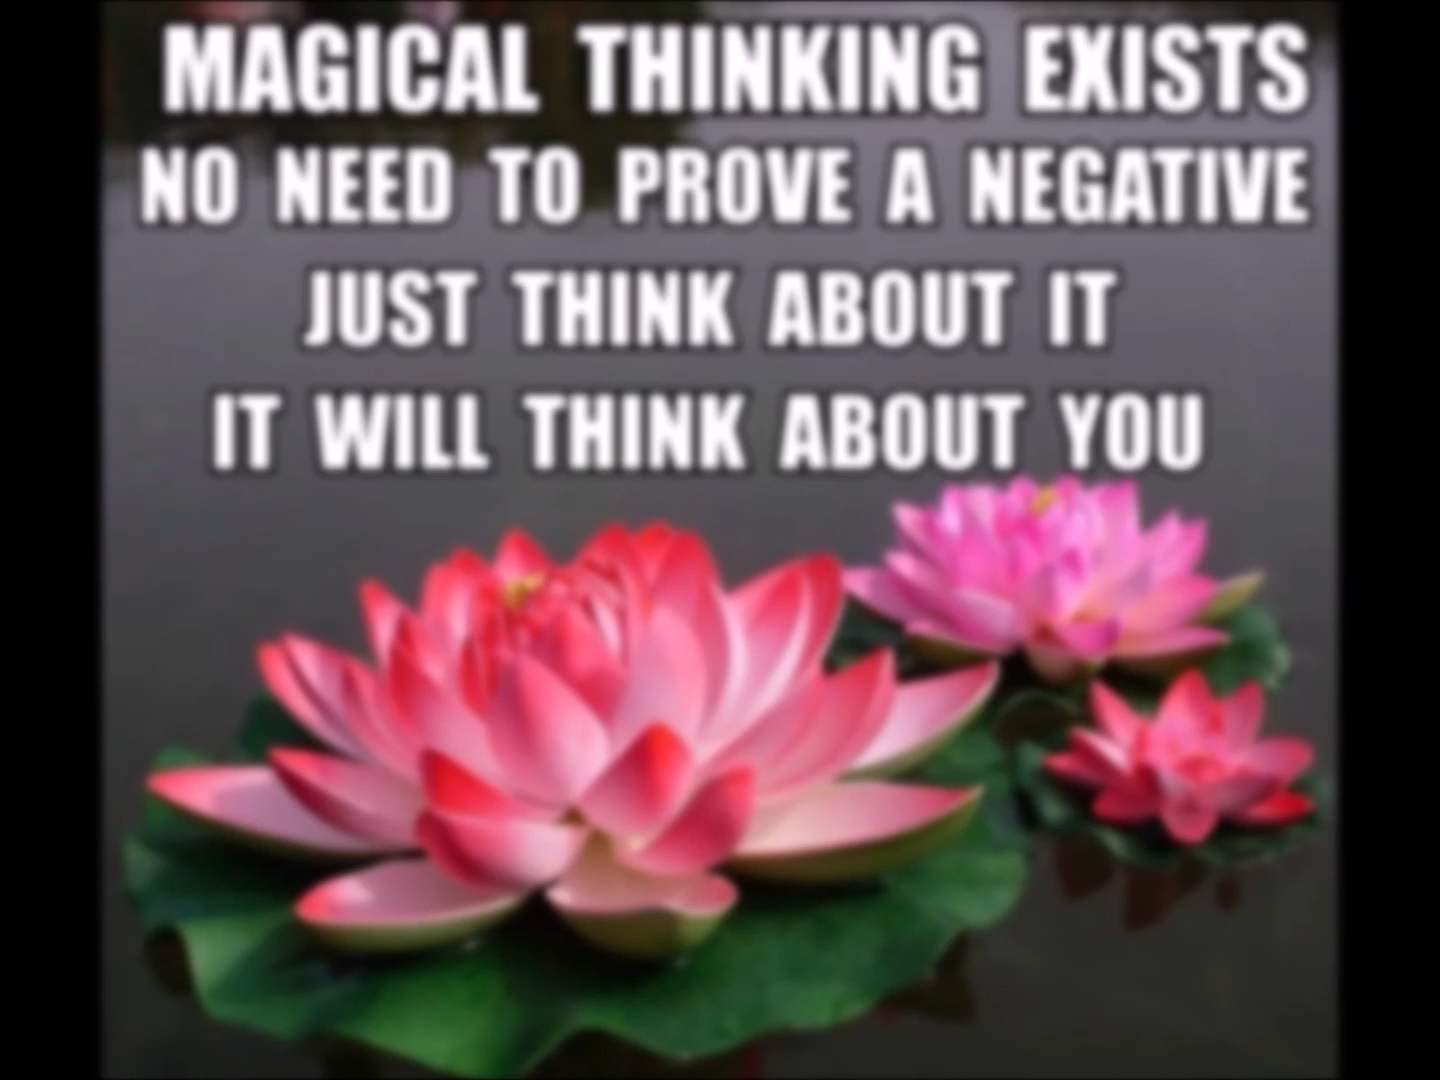 MAGICAL THINKING EXISTS
NO NEED TO PROVE A NEGATIVE
JUST THINK ABOUT IT
IT WILL THINK ABOUT YOU